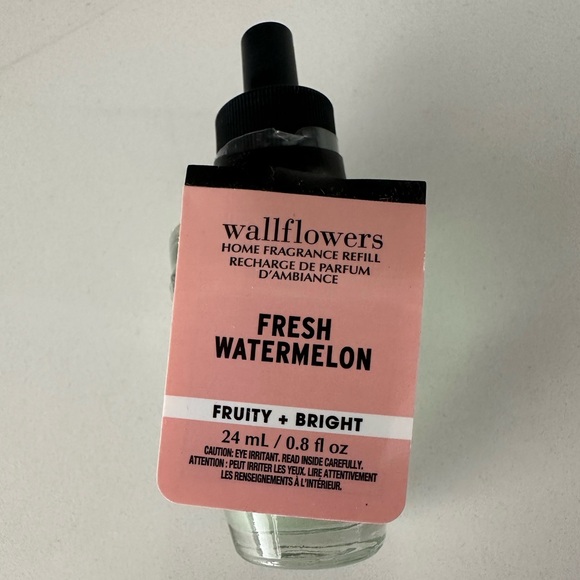 wallflowers
HOME FRAGRANCE REFILL
RECHARGE DE PARFUM
D'AMBIANCE
FRESH
WATERMELON
FRUITY + BRIGHT
24 mL / 0.8 fl oz
CAUTION: EYE IRRITANT. READ INSIDE CAREFULLY.
ATTENTION : PEUT IRRITER LES YEUX. LIRE ATTENTIVEMENT
LES RENSEIGNEMENTS À L'INTÉRIEUR.